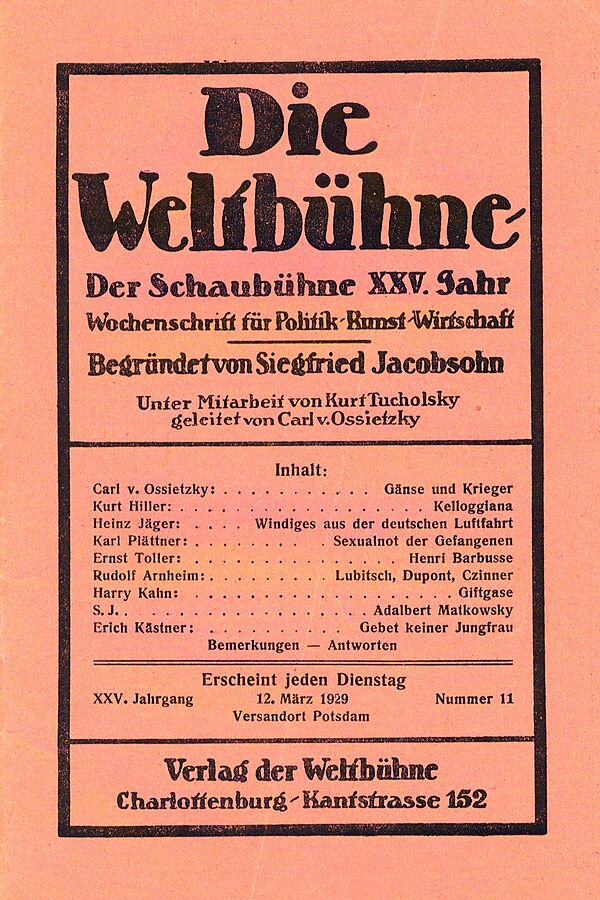 Die
Weltbühne
Der Schaubühne XXV. Jahr
Wochenschrift für Politik-Kunst-Wirtschaft
Begründet von Siegfried Jacobsohn
Unter Mitarbeit von Kurt Tucholsky
geleitet von Carl v. Ossietzky
Inhalt:
Carl v. Ossietzky: . . . . . . . . . . . Gänse und Krieger
Kurt Hiller: . . . . . . . . . . . . . . . . . . Kelloggiana
Heinz Jäger: . . . . Windiges aus der deutschen Luftfahrt
Karl Plättner: . . . . . . . . . Sexualnot der Gefangenen
Ernst Toller: . . . . . . . . . . . . . . . . Henri Barbusse
Rudolf Arnheim: . . . . . . . . . Lubitsch, Dupont, Czinner
Harry Kahn: . . . . . . . . . . . . . . . . . . . . Giftgase
S. J. . . . . . . . . . . . . . . . . . . Adalbert Matkowsky
Erich Kästner: . . . . . . . . . . Gebet keiner Jungfrau
Bemerkungen — Antworten
Erscheint jeden Dienstag
XXV. Jahrgang 12. März 1929 Nummer 11
Versandort Potsdam
Verlag der Weltbühne
Charlottenburg-Kantstrasse 152